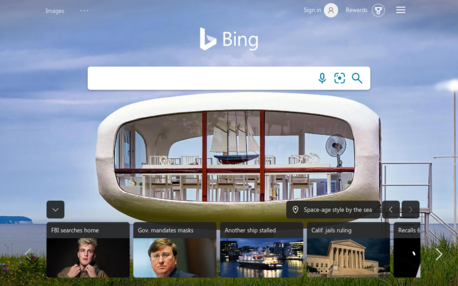 Images
Sign in
Rewards
Bing
Space-age style by the sea
FBI searches home
Gov. mandates masks
Another ship stalled
Calif. jails ruling
Recalls 6